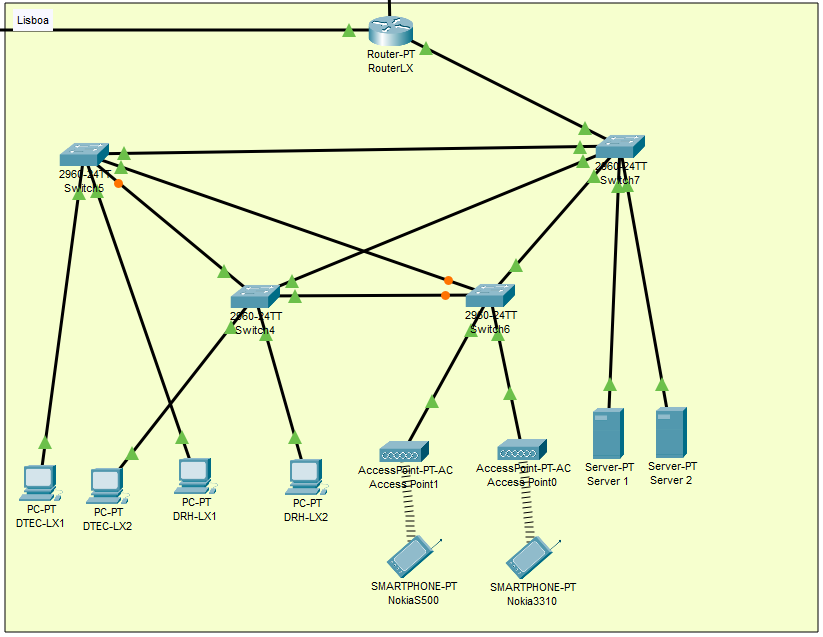 Lisboa
Router-PT
RouterLX
2960-24TT
Switch5
2960-24TT
Switch7
2960-24TT
Switch4
2960-24TT
Switch6
PC-PT
DTEC-LX1
PC-PT
DTEC-LX2
PC-PT
DRH-LX1
PC-PT
DRH-LX2
AccessPoint-PT-AC
Access Point1
AccessPoint-PT-AC
Access Point0
Server-PT
Server 1
Server-PT
Server 2
SMARTPHONE-PT
NokiaS500
SMARTPHONE-PT
Nokia3310